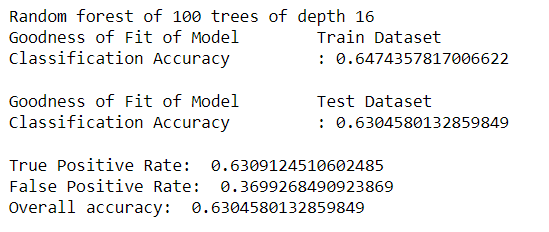 Random forest of 100 trees of depth 16
Goodness of Fit of Model Train Dataset
Classification Accuracy : 0.6474357817006622
Goodness of Fit of Model Test Dataset
Classification Accuracy : 0.6304580132859849
True Positive Rate: 0.6309124510602485
False Positive Rate: 0.3699268490923869
Overall accuracy: 0.6304580132859849